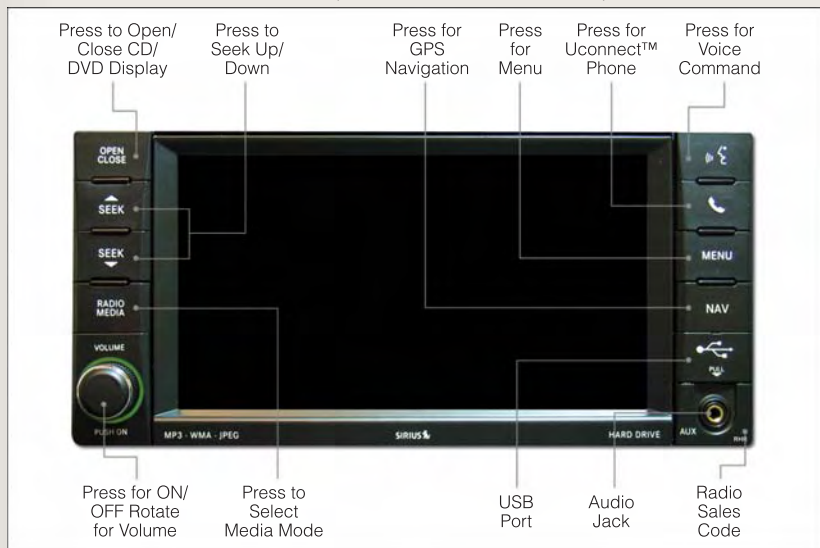 Press to Open/
Close CD/
DVD Display
Press to
Seek Up/
Down
Press for
GPS
Navigation
Press
for
Menu
Press for
Uconnect™
Phone
Press for
Voice
Command
OPEN
CLOSE
SEEK
SEEK
RADIO
MEDIA
VOLUME
PUSH ON
MP3 · WMA · JPEG
SIRIUS
HARD DRIVE
MENU
NAV
PULL
AUX
RHR
Press for ON/
OFF Rotate
for Volume
Press to
Select
Media Mode
USB
Port
Audio
Jack
Radio
Sales
Code